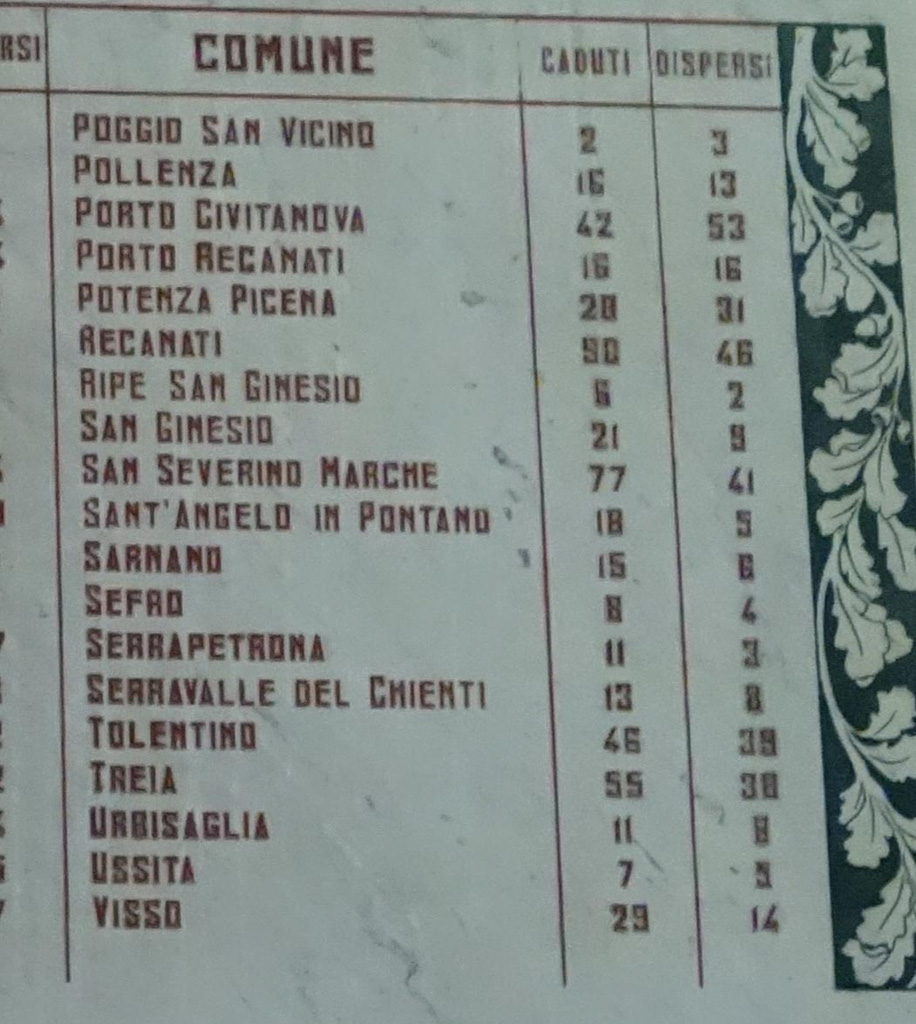 RSI COMUNE CADUTI DISPERSI
POGGIO SAN VICINO 2 3
POLLENZA 16 13
PORTO CIVITANOVA 42 53
PORTO RECANATI 16 16
POTENZA PICENA 28 31
RECANATI 90 46
RIPE SAN GINESIO 6 2
SAN GINESIO 21 9
SAN SEVERINO MARCHE 77 41
SANT'ANGELO IN PONTANO 18 5
SARNANO 15 6
SEFRO 8 4
SERRAPETRONA 11 3
SERRAVALLE DEL CHIENTI 13 8
TOLENTINO 46 39
TREIA 55 38
URBISAGLIA 11 8
USSITA 7
VISSO 29 14